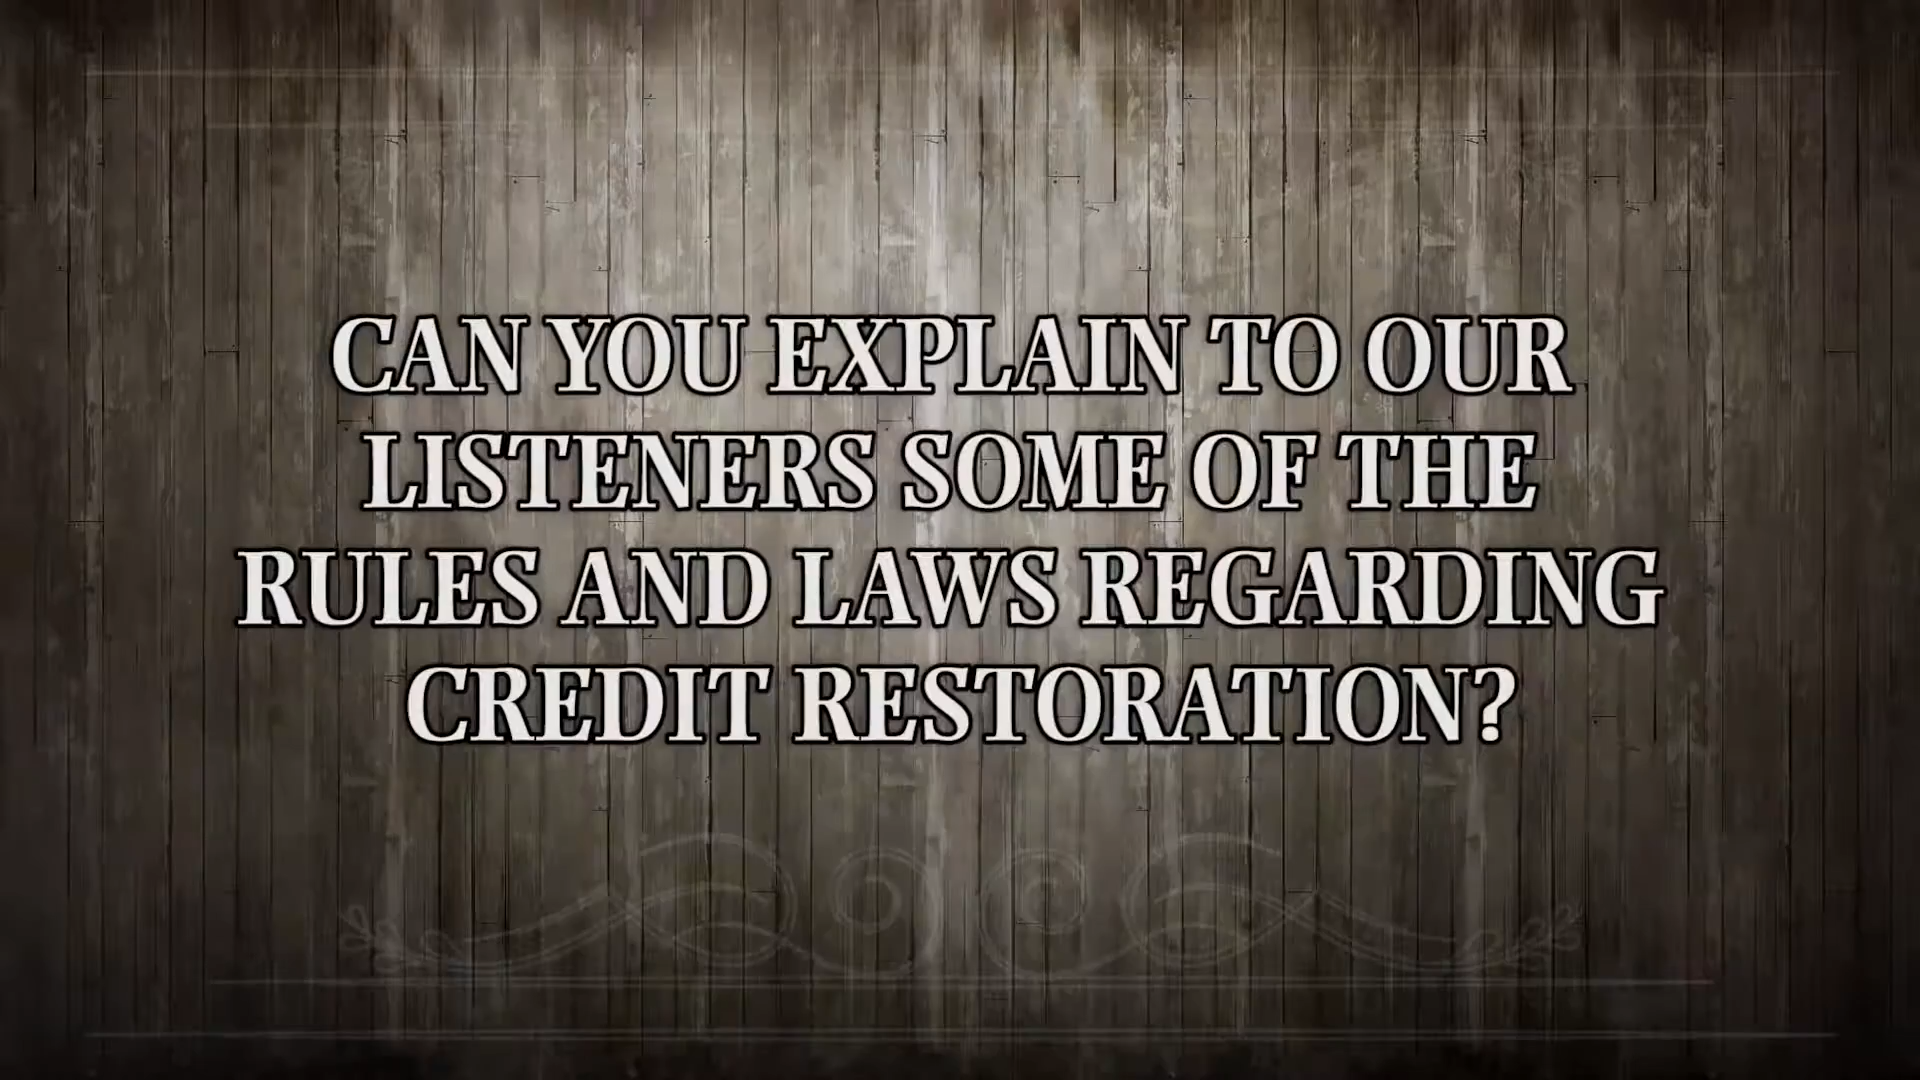 CAN YOU EXPLAIN TO OUR
LISTENERS SOME OF THE
RULES AND LAWS REGARDING
CREDIT RESTORATION?